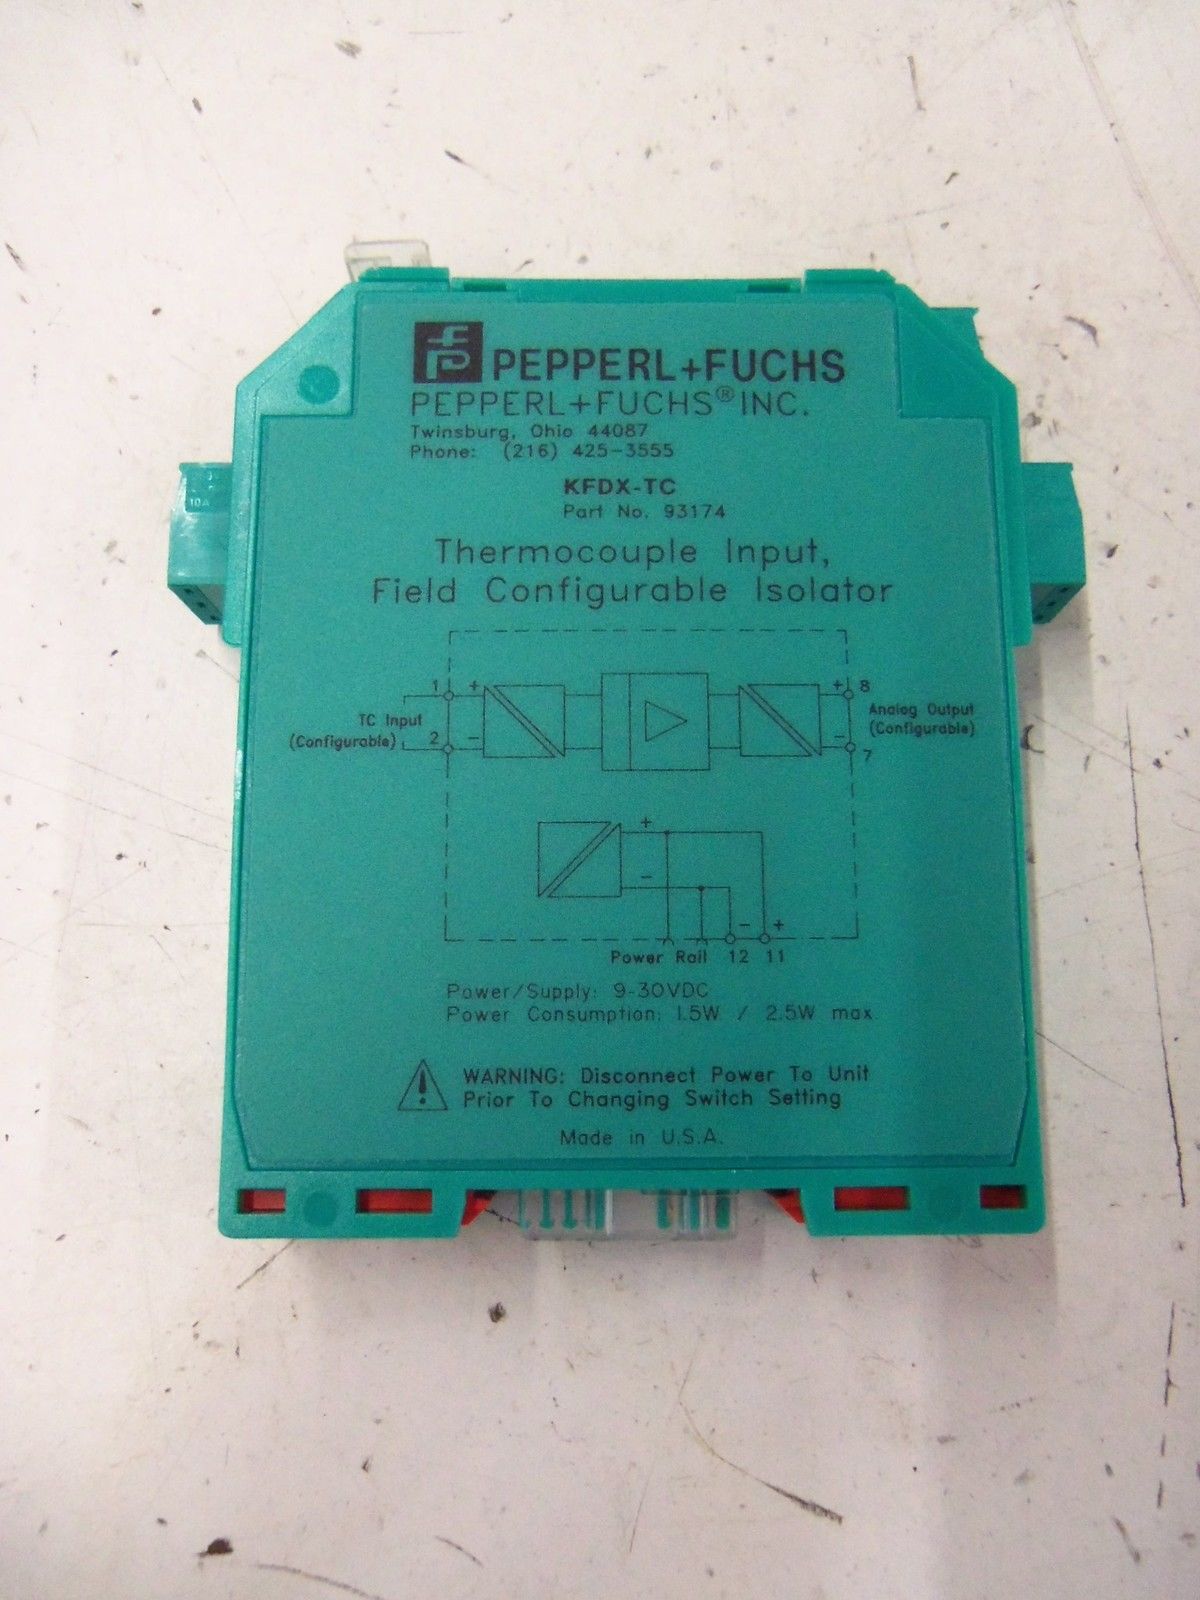 PEPPERL+FUCHS
PEPPERL+FUCHS® INC.
Twinsburg, Ohio 44087
Phone: (216) 425-3555
KFDX-TC
Part No. 93174
10A
Thermocouple Input,
Field Configurable Isolator
1 + + 8
TC Input
(Configurable)
Analog Output
(Configurable)
2 - - 7
+
-
- +
Power Rail 12 11
Power/Supply: 9-30VDC
Power Consumption: 1.5W / 2.5W max.
WARNING: Disconnect Power To Unit
Prior To Changing Switch Setting
Made in U.S.A.